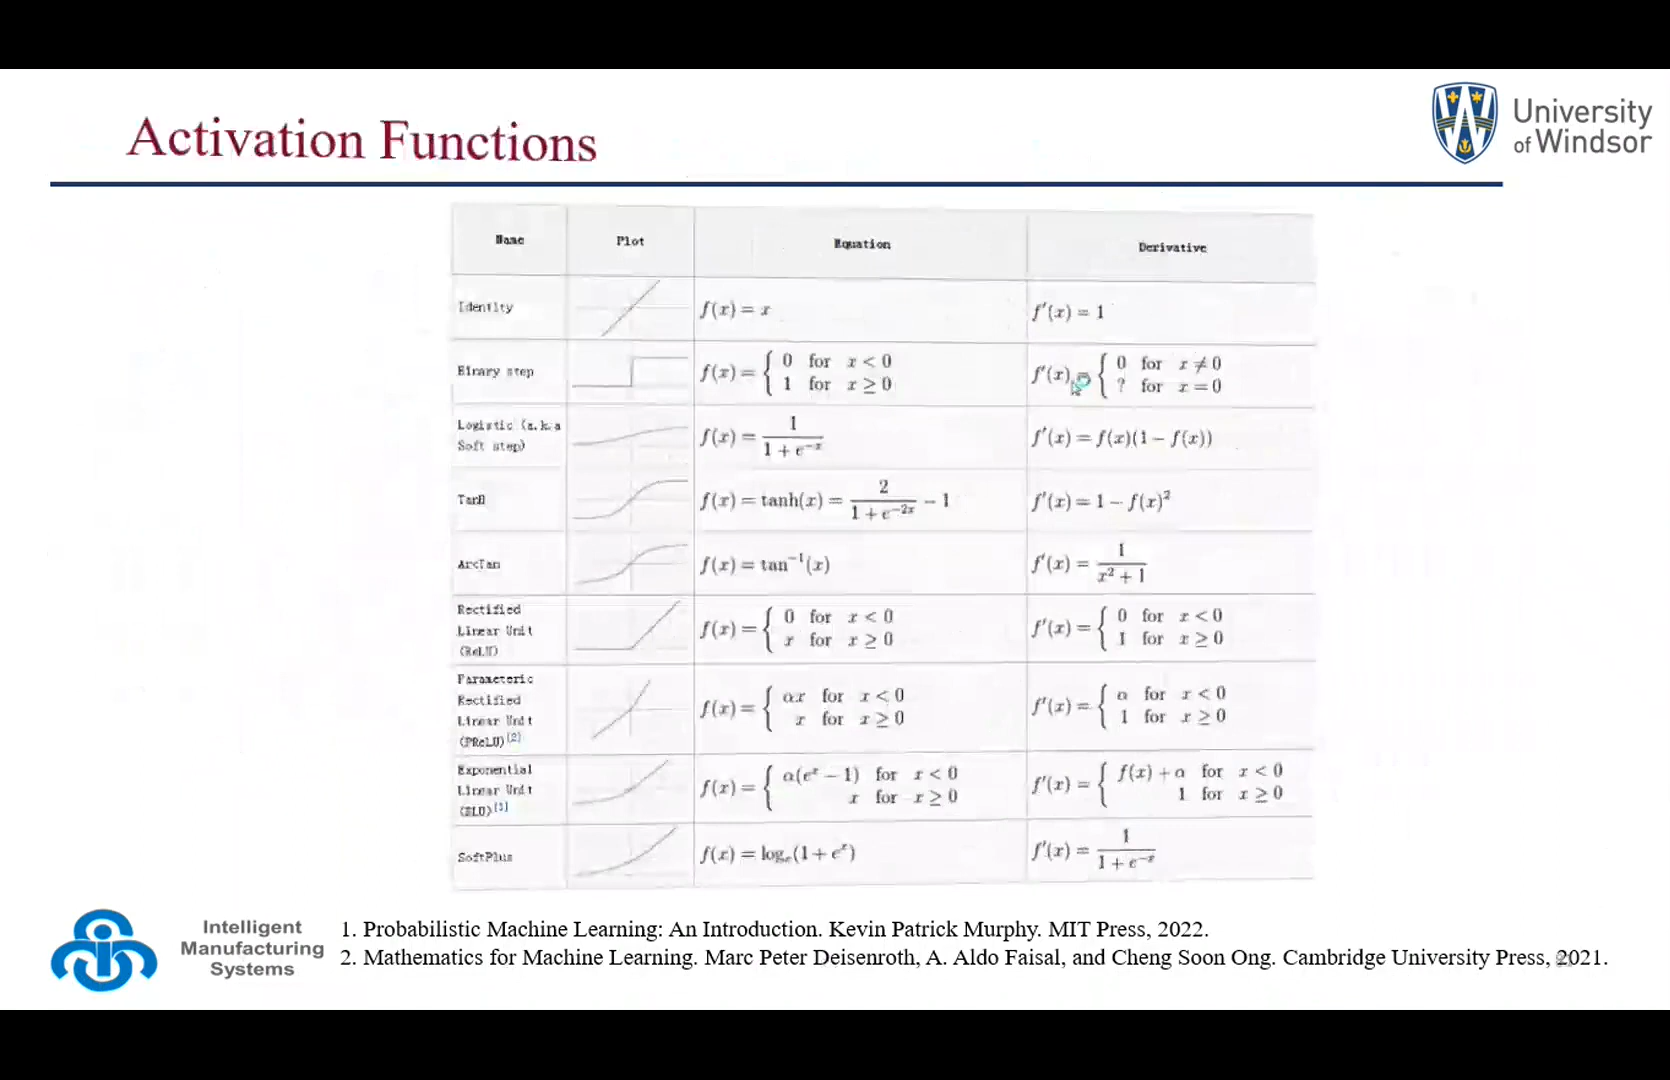 University
of Windsor
Activation Functions
Name Plot Equation Derivative
Identity f(x) = x f'(x) = 1
Binary step f(x) = { 0 for x < 0 f'(x) = { 0 for x ≠ 0
1 for x ≥ 0 ? for x = 0
Logistic (a.k.a
Soft step) f(x) = 1 / (1 + e^{-x}) f'(x) = f(x)(1 − f(x))
TanH f(x) = tanh(x) = 2 / (1 + e^{-2x}) − 1 f'(x) = 1 − f(x)²
ArcTan f(x) = tan⁻¹(x) f'(x) = 1 / (x² + 1)
Rectified
Linear Unit
(ReLU) f(x) = { 0 for x < 0 f'(x) = { 0 for x < 0
x for x ≥ 0 1 for x ≥ 0
Parameteric
Rectified
Linear Unit
(PReLU)[2] f(x) = { αx for x < 0 f'(x) = { α for x < 0
x for x ≥ 0 1 for x ≥ 0
Exponential
Linear Unit
(ELU)[3] f(x) = { α(e^x − 1) for x < 0 f'(x) = { f(x) + α for x < 0
x for x ≥ 0 1 for x ≥ 0
SoftPlus f(x) = log_e(1 + e^x) f'(x) = 1 / (1 + e^{-x})
Intelligent
Manufacturing
Systems
1. Probabilistic Machine Learning: An Introduction. Kevin Patrick Murphy. MIT Press, 2022.
2. Mathematics for Machine Learning. Marc Peter Deisenroth, A. Aldo Faisal, and Cheng Soon Ong. Cambridge University Press, 2021.